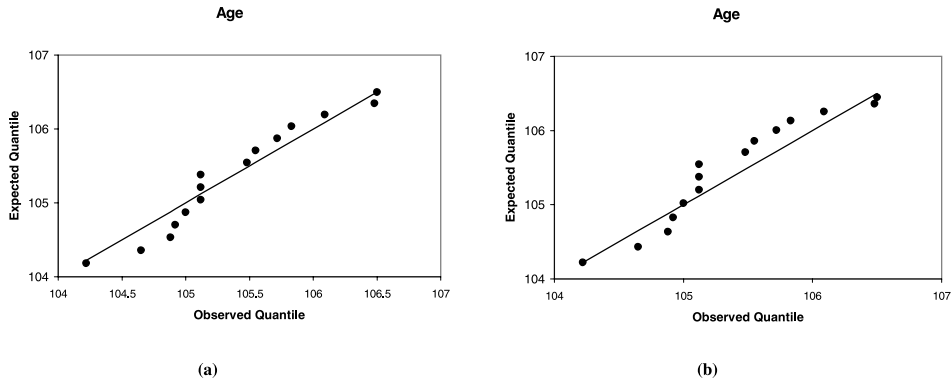 Age
107
106
105
104
Expected Quantile
104 104.5 105 105.5 106 106.5 107
Observed Quantile
(a)
Age
107
106
105
104
Expected Quantile
104 105 106 107
Observed Quantile
(b)